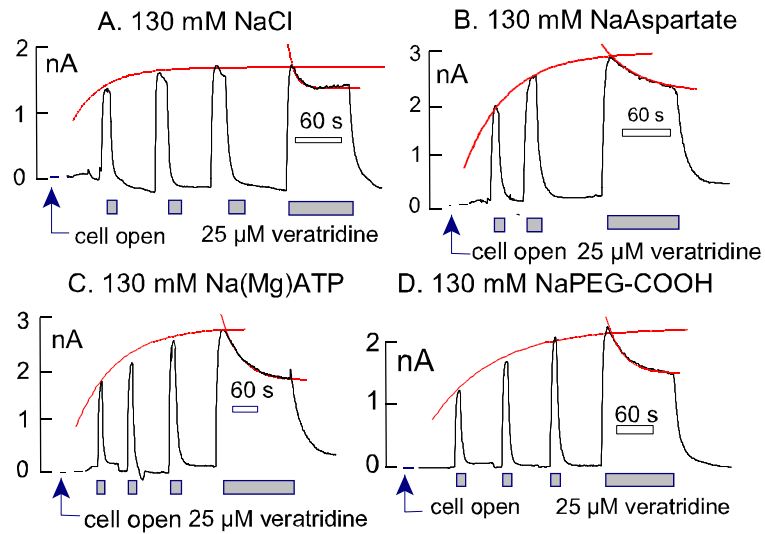 A. 130 mM NaCl
2
nA
1
0
60 s
cell open
25 µM veratridine
B. 130 mM NaAspartate
3
nA
2
1
0
60 s
cell open
25 µM veratridine
C. 130 mM Na(Mg)ATP
3
nA
2
1
0
60 s
cell open
25 µM veratridine
D. 130 mM NaPEG-COOH
2
nA
1
0
60 s
cell open
25 µM veratridine